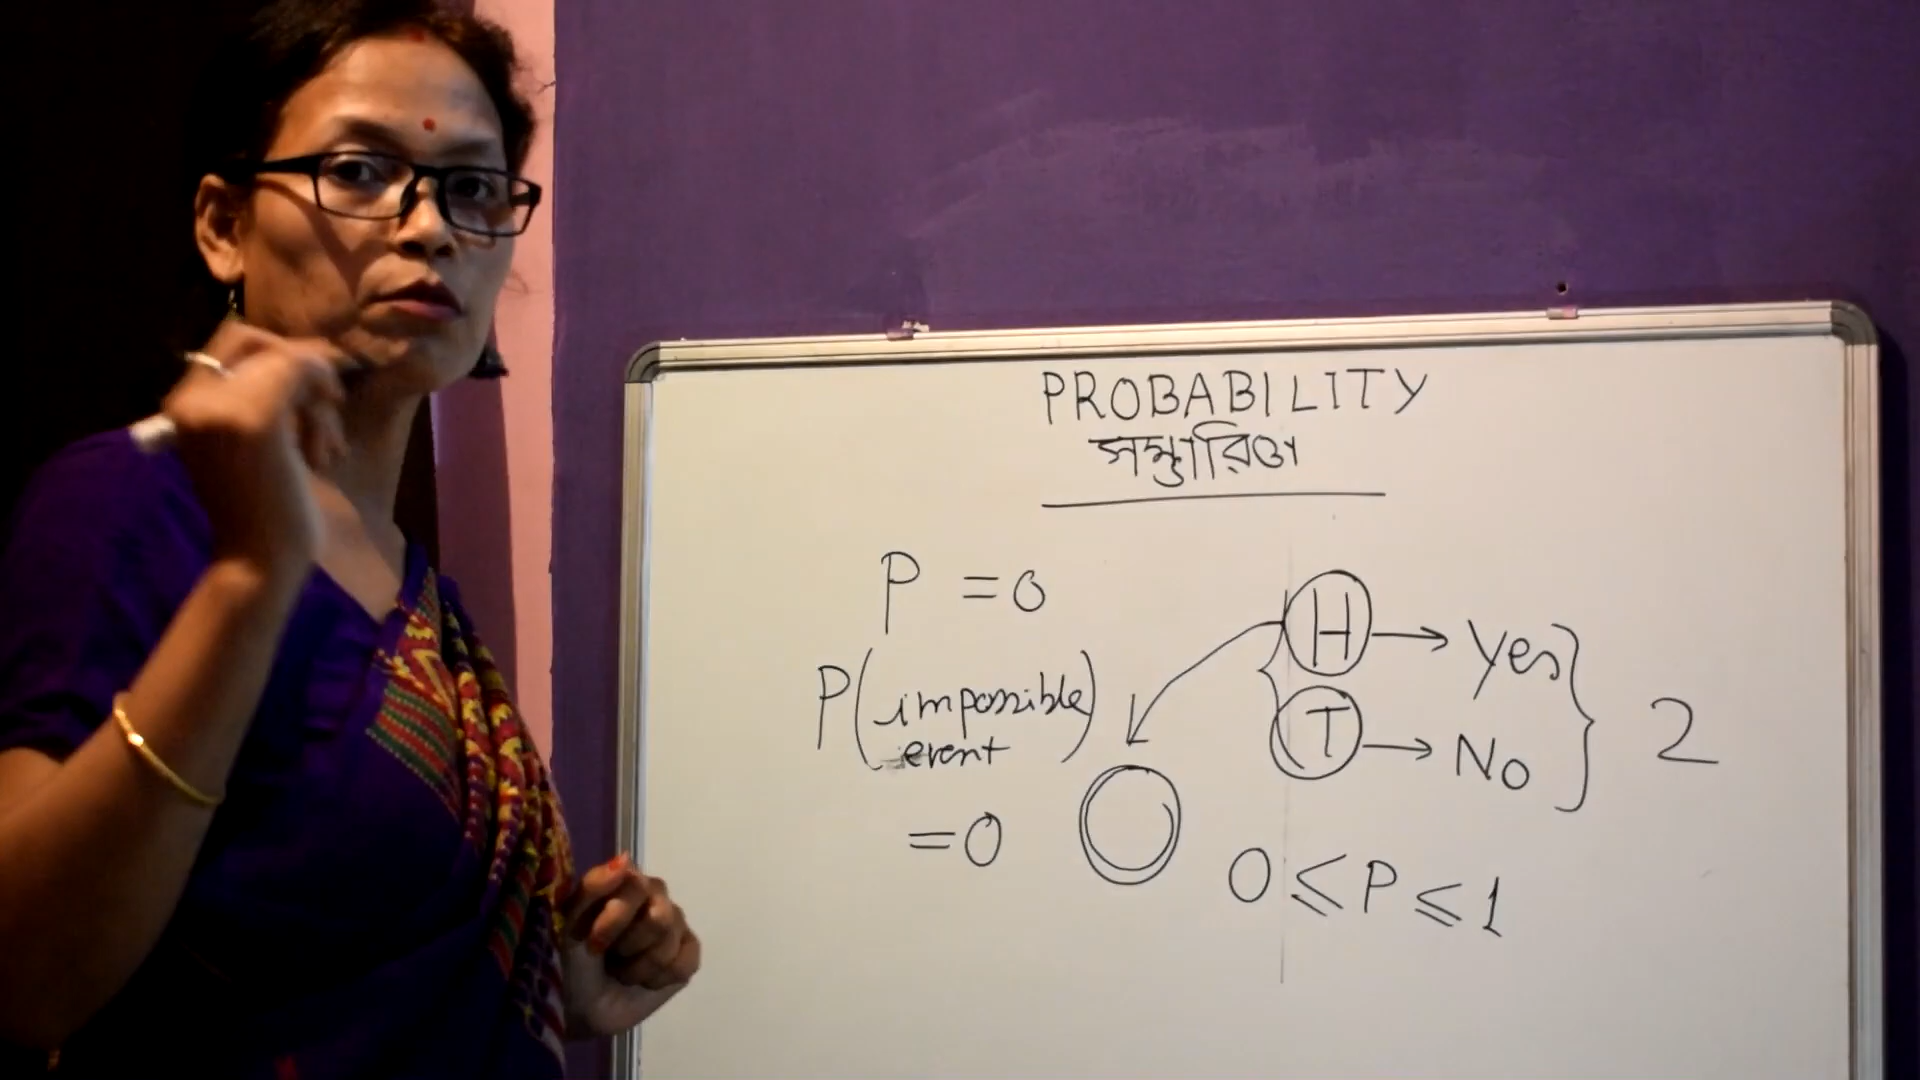 PROBABILITY
সম্ভাৱিতা
P = 0
P(impossible event)
= 0
H → Yes
T → No
2
0 ≤ P ≤ 1